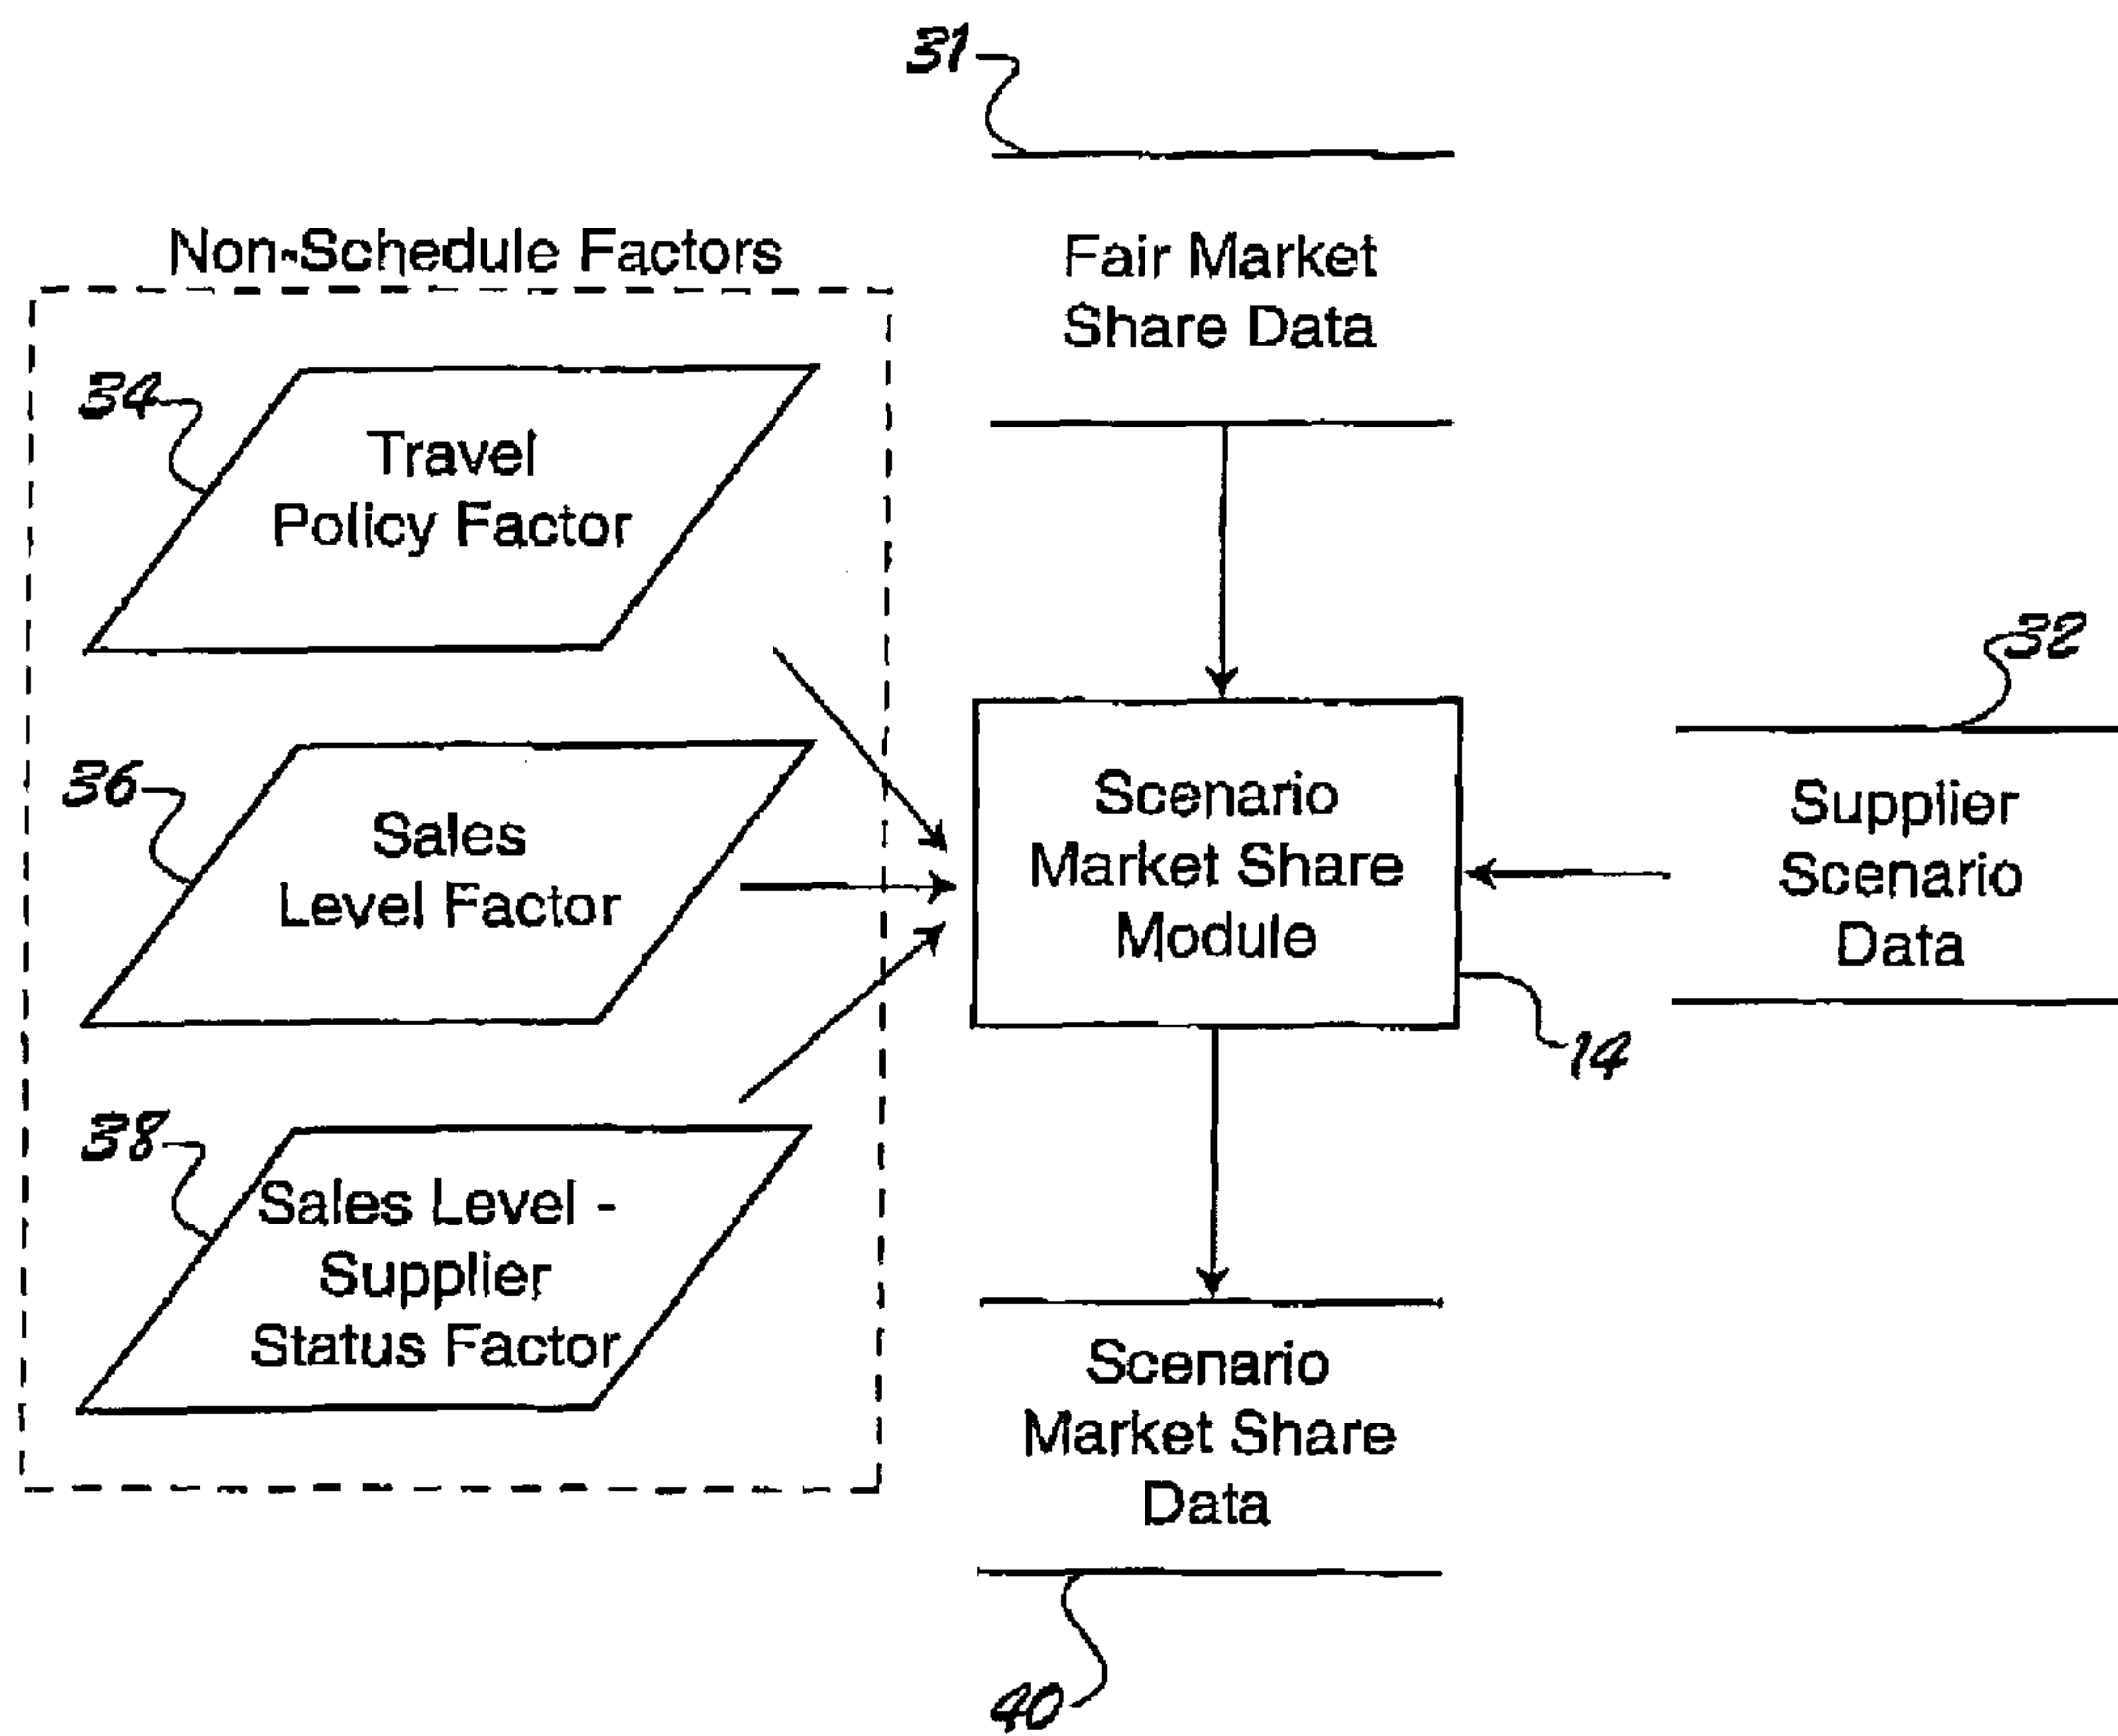 31
Non-Schedule Factors
Fair Market
Share Data
34
Travel
Policy Factor
32
36
Sales
Level Factor
Scenario
Market Share
Module
Supplier
Scenario
Data
14
38
Sales Level -
Supplier
Status Factor
Scenario
Market Share
Data
40